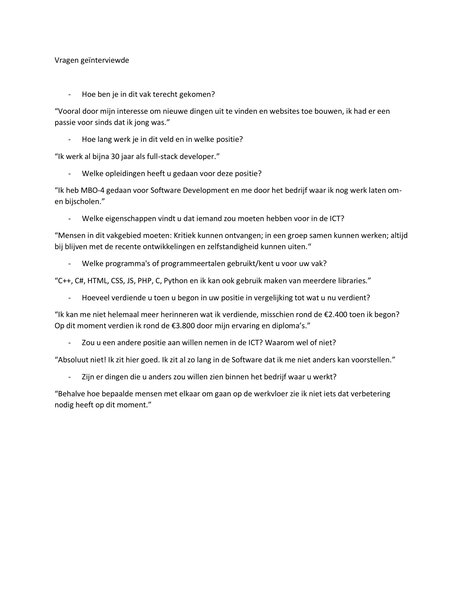 Vragen geïnterviewde
- Hoe ben je in dit vak terecht gekomen?
“Vooral door mijn interesse om nieuwe dingen uit te vinden en websites toe bouwen, ik had er een
passie voor sinds dat ik jong was.”
- Hoe lang werk je in dit veld en in welke positie?
“Ik werk al bijna 30 jaar als full-stack developer.”
- Welke opleidingen heeft u gedaan voor deze positie?
“Ik heb MBO-4 gedaan voor Software Development en me door het bedrijf waar ik nog werk laten om-
en bijscholen.”
- Welke eigenschappen vindt u dat iemand zou moeten hebben voor in de ICT?
“Mensen in dit vakgebied moeten: Kritiek kunnen ontvangen; in een groep samen kunnen werken; altijd
bij blijven met de recente ontwikkelingen en zelfstandigheid kunnen uiten.”
- Welke programma's of programmeertalen gebruikt/kent u voor uw vak?
“C++, C#, HTML, CSS, JS, PHP, C, Python en ik kan ook gebruik maken van meerdere libraries.”
- Hoeveel verdiende u toen u begon in uw positie in vergelijking tot wat u nu verdient?
“Ik kan me niet helemaal meer herinneren wat ik verdiende, misschien rond de €2.400 toen ik begon?
Op dit moment verdien ik rond de €3.800 door mijn ervaring en diploma’s.”
- Zou u een andere positie aan willen nemen in de ICT? Waarom wel of niet?
“Absoluut niet! Ik zit hier goed. Ik zit al zo lang in de Software dat ik me niet anders kan voorstellen.”
- Zijn er dingen die u anders zou willen zien binnen het bedrijf waar u werkt?
“Behalve hoe bepaalde mensen met elkaar om gaan op de werkvloer zie ik niet iets dat verbetering
nodig heeft op dit moment.”